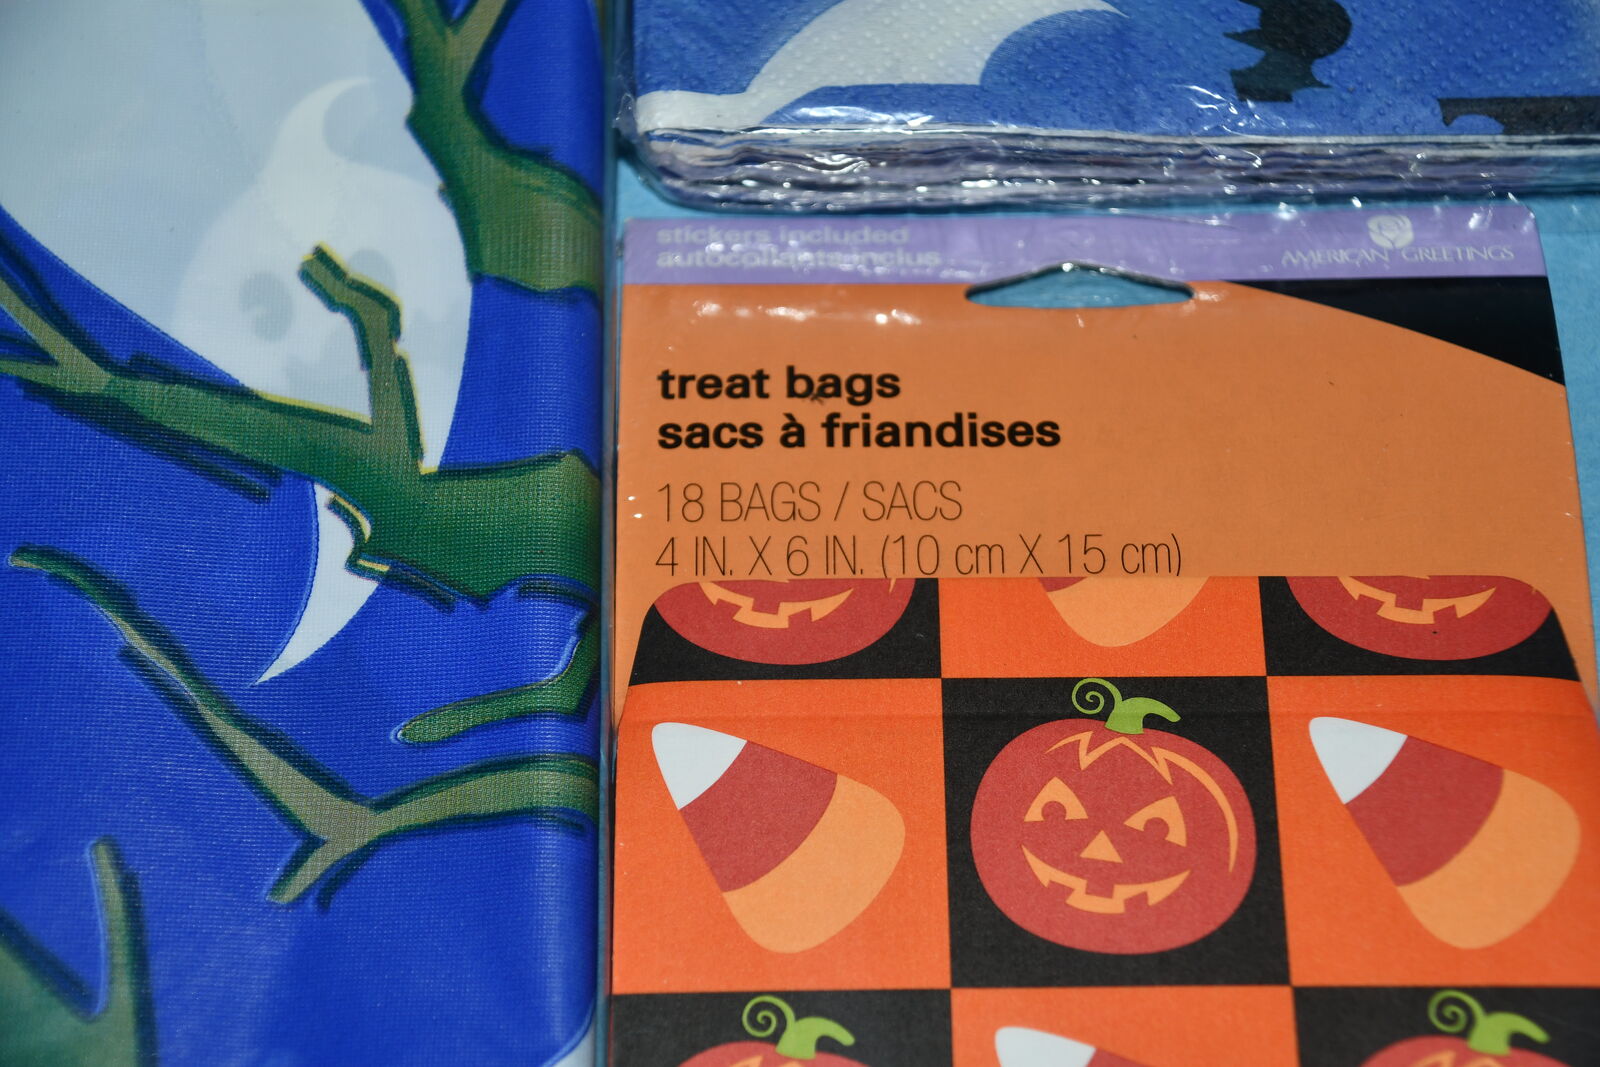 stickers included
autocollants inclus
AMERICAN GREETINGS
treat bags
sacs à friandises
18 BAGS / SACS
4 IN. X 6 IN. (10 cm X 15 cm)